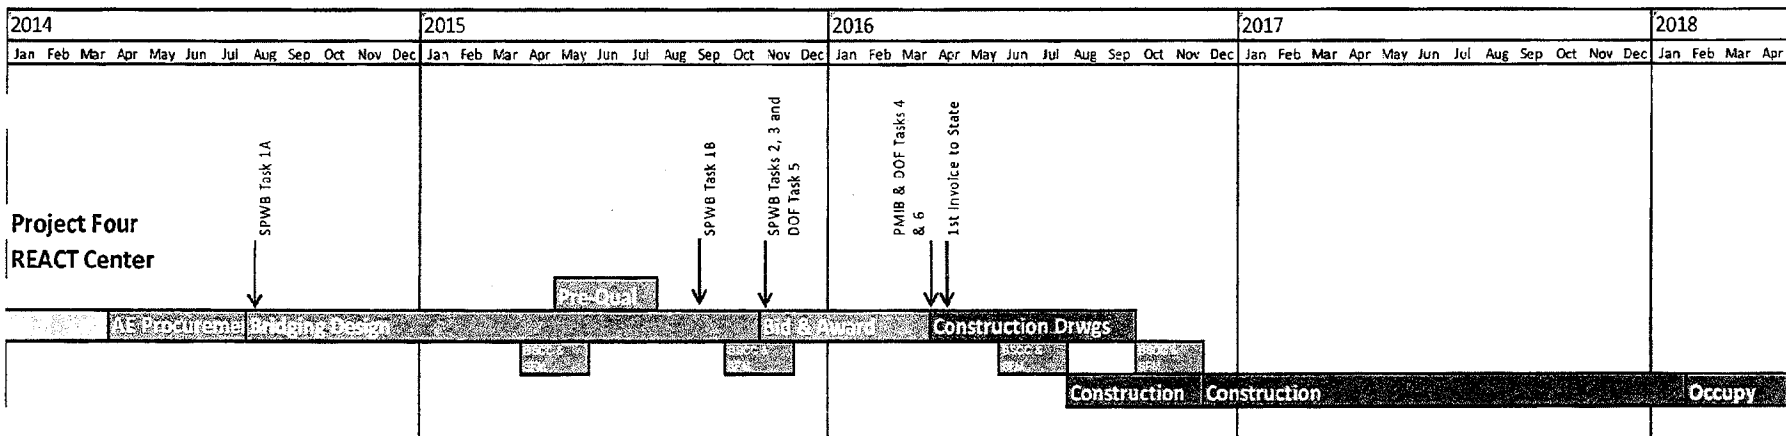 2014 2015 2016 2017 2018
Jan Feb Mar Apr May Jun Jul Aug Sep Oct Nov Dec Jan Feb Mar Apr May Jun Jul Aug Sep Oct Nov Dec Jan Feb Mar Apr May Jun Jul Aug Sep Oct Nov Dec Jan Feb Mar Apr May Jun Jul Aug Sep Oct Nov Dec Jan Feb Mar Apr
SPWB Task 1A
SPWB Task 1B
SPWB Tasks 2, 3 and
DOF Task 5
PMIB & DOF Tasks 4
& 6
1st Invoice to State
Project Four
REACT Center
Pre-Qual
AE Procuremei Bridging Design Bid & Award Construction Drwgs
Construction Construction Occupy